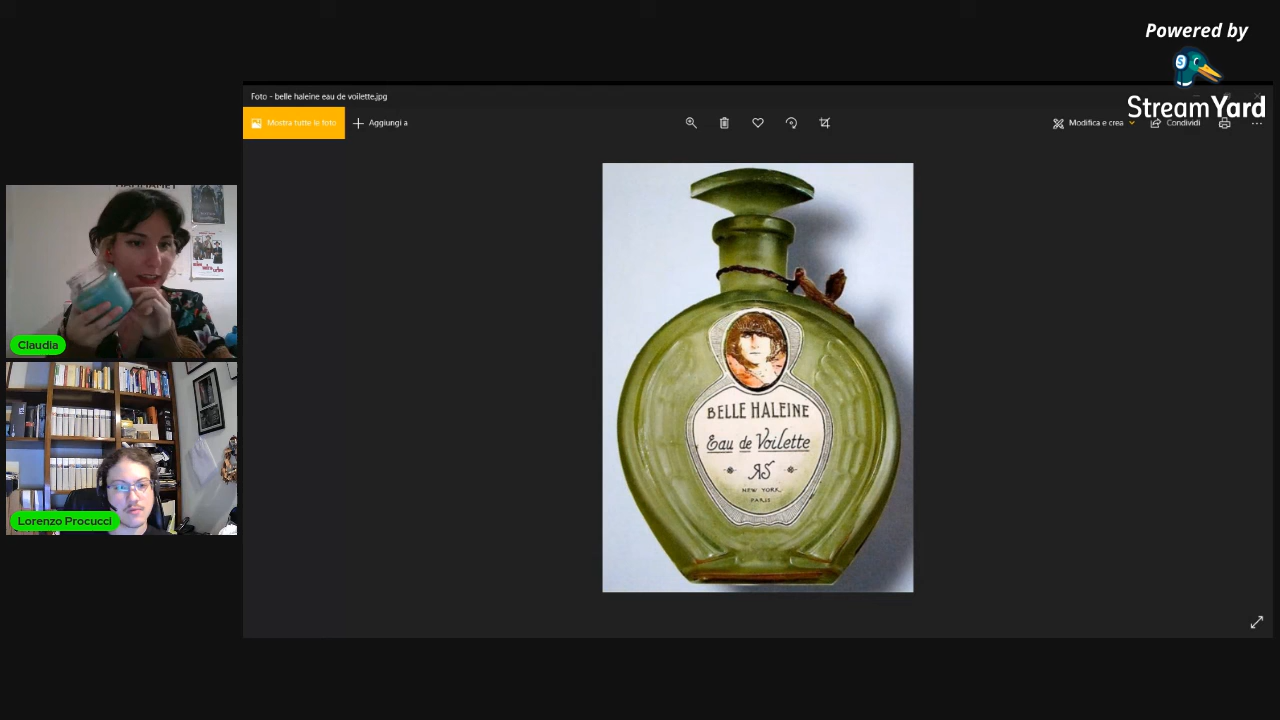 Powered by
StreamYard
Foto - belle haleine eau de voilette.jpg
Mostra tutte le foto
Aggiungi a
Modifica e crea
Condividi
Claudia
Lorenzo Procucci
BELLE HALEINE
Eau de Voilette
RS
NEW YORK
PARIS